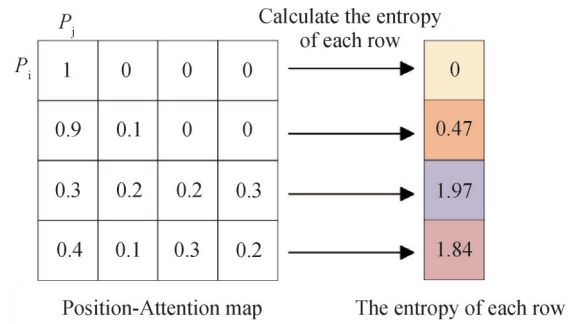 Calculate the entropy
of each row
Pj
Pi
1 0 0 0 0
0.9 0.1 0 0 0.47
0.3 0.2 0.2 0.3 1.97
0.4 0.1 0.3 0.2 1.84
Position-Attention map
The entropy of each row